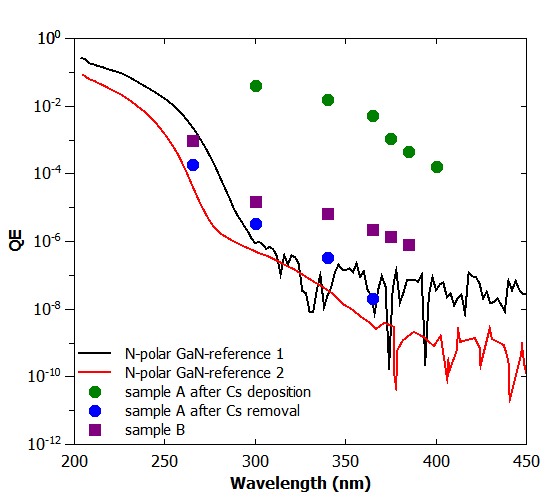 10⁰
10⁻²
10⁻⁴
10⁻⁶
10⁻⁸
10⁻¹⁰
10⁻¹²
QE
N-polar GaN-reference 1
N-polar GaN-reference 2
sample A after Cs deposition
sample A after Cs removal
sample B
200 250 300 350 400 450
Wavelength (nm)